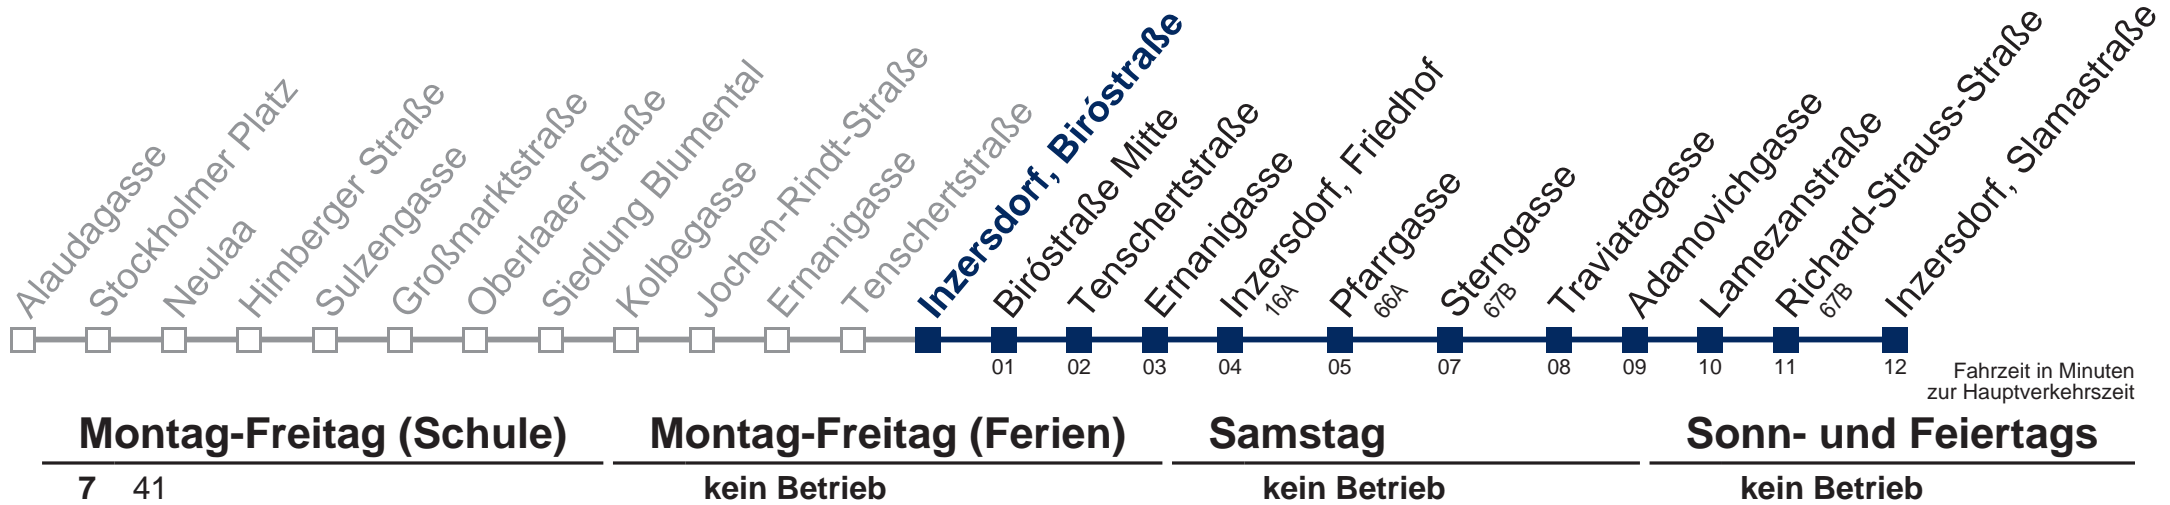 Alaudagasse
Stockholmer Platz
Neulaa
Himberger Straße
Sulzengasse
Großmarktstraße
Oberlaaer Straße
Siedlung Blumental
Kolbegasse
Jochen-Rindt-Straße
Ernanigasse
Tenschertstraße
Inzersdorf, Biróstraße
Biróstraße Mitte
Tenschertstraße
Ernanigasse
Inzersdorf, Friedhof
16A
Pfarrgasse
66A
Sterngasse
67B
Traviatagasse
Adamovichgasse
Lamezanstraße
Richard-Strauss-Straße
67B
Inzersdorf, Slamastraße
01 02 03 04 05 07 08 09 10 11 12
Fahrzeit in Minuten
zur Hauptverkehrszeit
Montag-Freitag (Schule) Montag-Freitag (Ferien) Samstag Sonn- und Feiertags
7 41 kein Betrieb kein Betrieb kein Betrieb